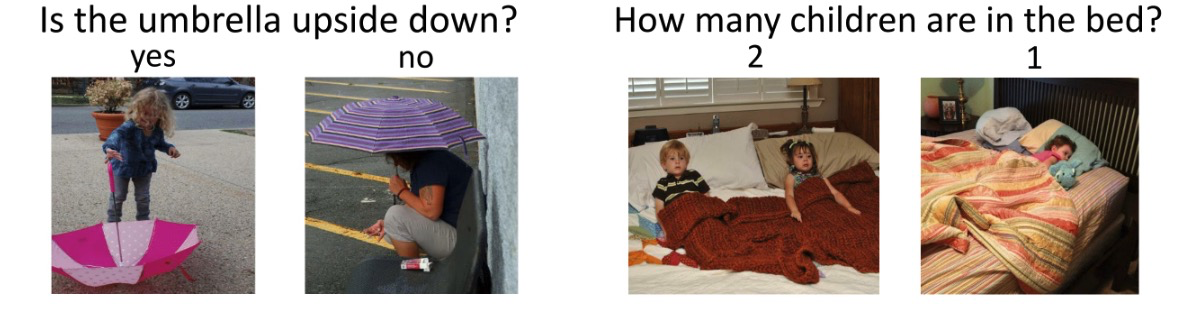 Is the umbrella upside down?
yes no
How many children are in the bed?
2 1